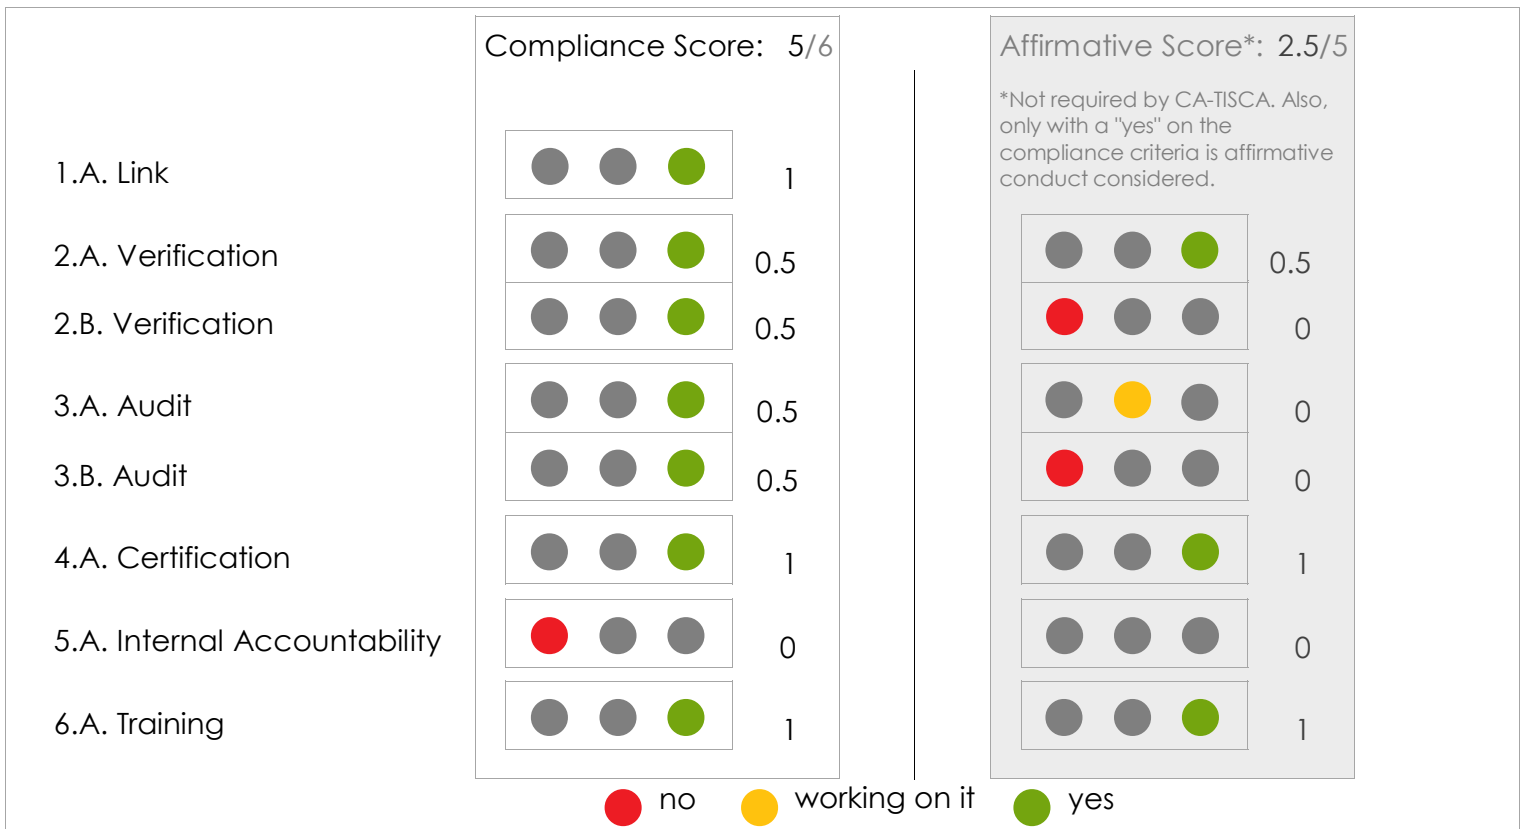 Compliance Score: 5/6
Affirmative Score*: 2.5/5
*Not required by CA-TISCA. Also,
only with a "yes" on the
compliance criteria is affirmative
conduct considered.
1.A. Link 1
2.A. Verification 0.5 0.5
2.B. Verification 0.5 0
3.A. Audit 0.5 0
3.B. Audit 0.5 0
4.A. Certification 1 1
5.A. Internal Accountability 0 0
6.A. Training 1 1
no working on it yes